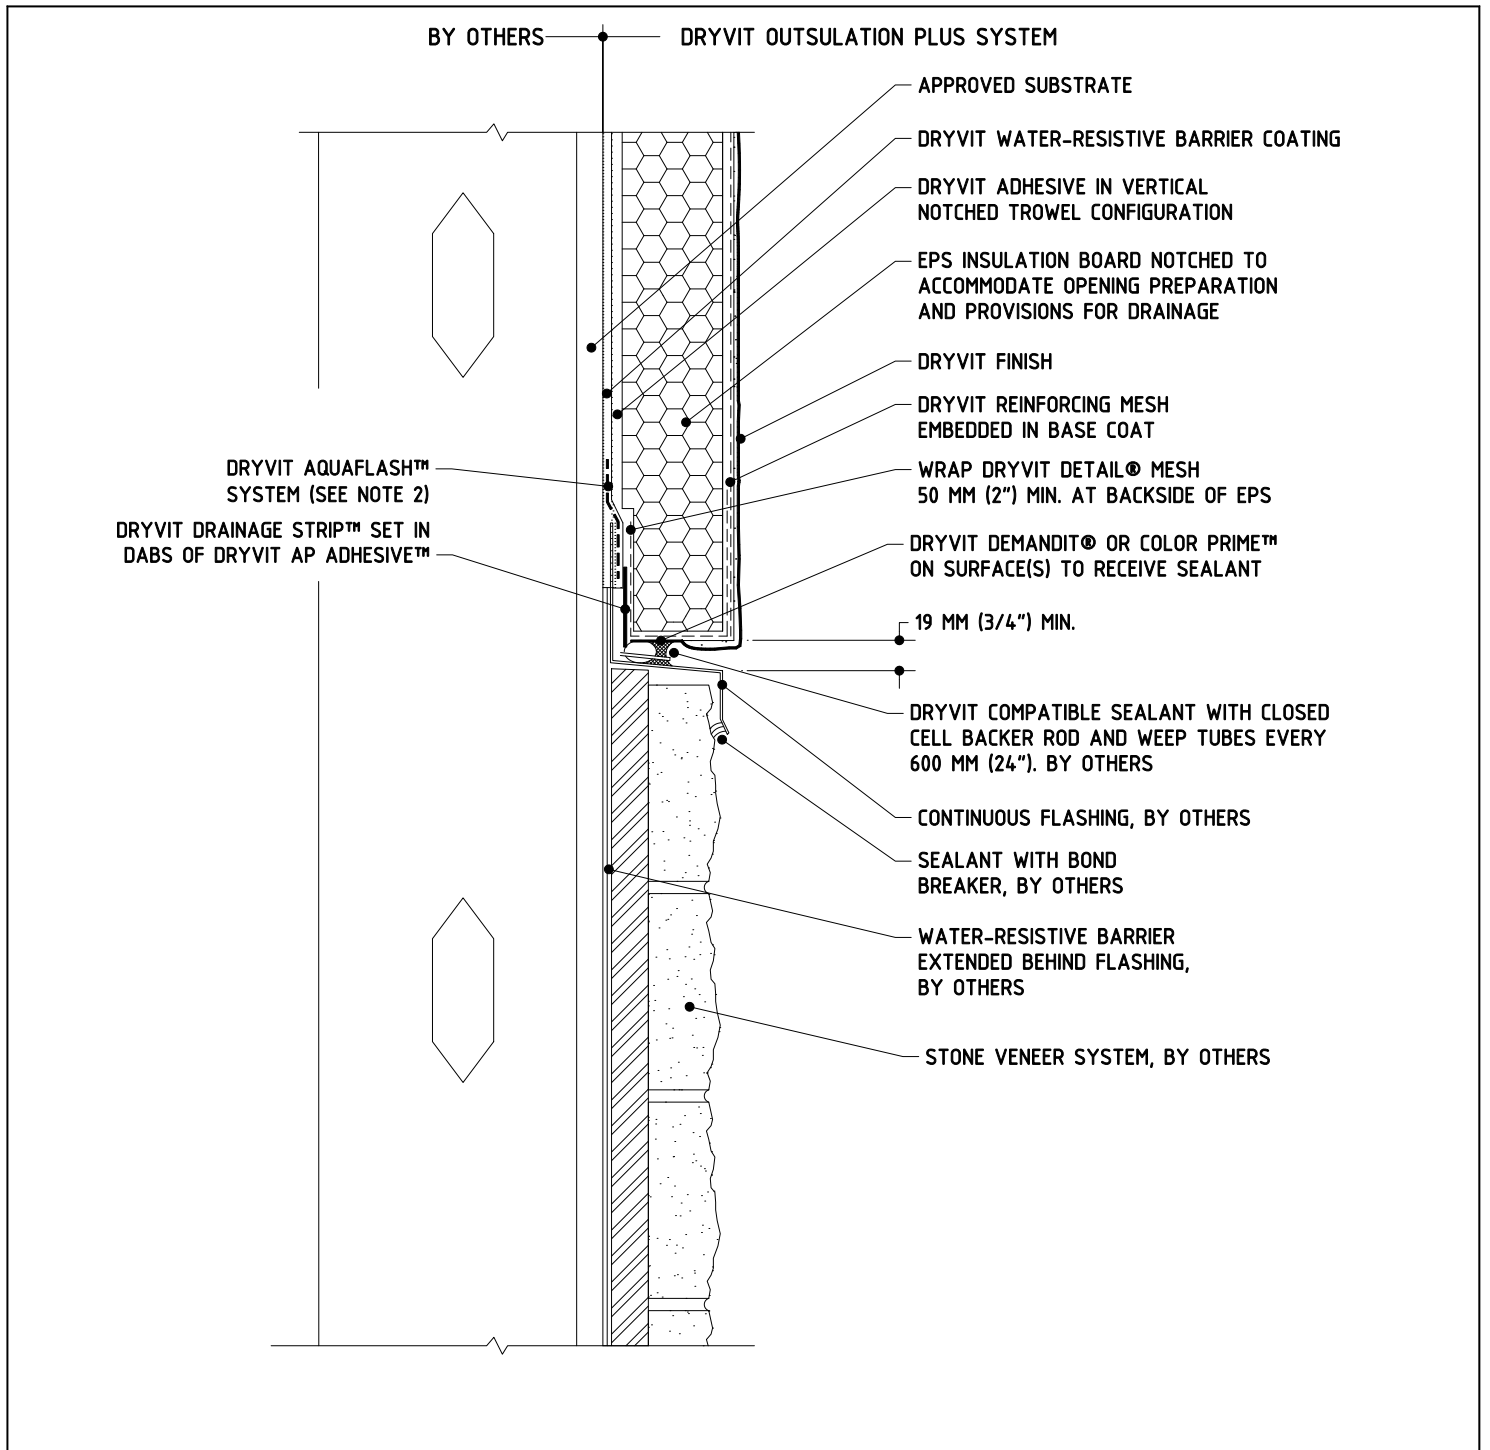 BY OTHERS
DRYVIT OUTSULATION PLUS SYSTEM
APPROVED SUBSTRATE
DRYVIT WATER-RESISTIVE BARRIER COATING
DRYVIT ADHESIVE IN VERTICAL
NOTCHED TROWEL CONFIGURATION
EPS INSULATION BOARD NOTCHED TO
ACCOMMODATE OPENING PREPARATION
AND PROVISIONS FOR DRAINAGE
DRYVIT FINISH
DRYVIT REINFORCING MESH
EMBEDDED IN BASE COAT
DRYVIT AQUAFLASH™
SYSTEM (SEE NOTE 2)
WRAP DRYVIT DETAIL® MESH
50 MM (2") MIN. AT BACKSIDE OF EPS
DRYVIT DRAINAGE STRIP™ SET IN
DABS OF DRYVIT AP ADHESIVE™
DRYVIT DEMANDIT® OR COLOR PRIME™
ON SURFACE(S) TO RECEIVE SEALANT
19 MM (3/4") MIN.
DRYVIT COMPATIBLE SEALANT WITH CLOSED
CELL BACKER ROD AND WEEP TUBES EVERY
600 MM (24"). BY OTHERS
CONTINUOUS FLASHING, BY OTHERS
SEALANT WITH BOND
BREAKER, BY OTHERS
WATER-RESISTIVE BARRIER
EXTENDED BEHIND FLASHING,
BY OTHERS
STONE VENEER SYSTEM, BY OTHERS